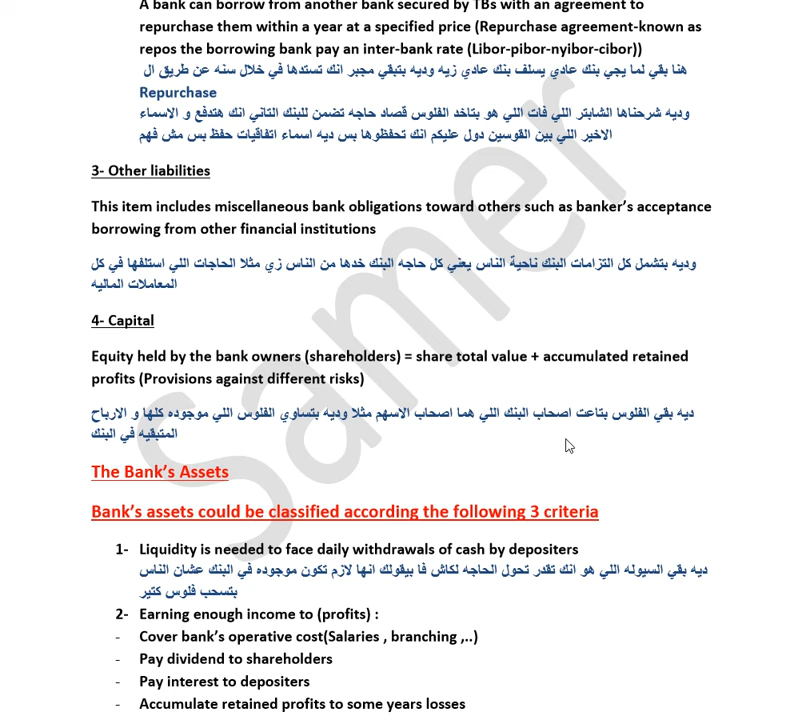 A bank can borrow from another bank secured by TBs with an agreement to
repurchase them within a year at a specified price (Repurchase agreement-known as
repos the borrowing bank pay an inter-bank rate (Libor-pibor-nyibor-cibor))
هنا بقي لما يجي بنك عادي يسلف بنك عادي زيه وديه بتبقي مجبر انك تستدها في خلال سنه عن طريق ال
Repurchase
وديه شرحناها الشابتر اللي فات اللي هو بتاخد الفلوس قصاد حاجه تضمن للبنك التاني انك هتدفع و الاسماء
الاخير اللي بين القوسين دول عليكم انك تحفظوها بس ديه اسماء اتفاقيات حفظ بس مش فهم
3- Other liabilities
This item includes miscellaneous bank obligations toward others such as banker's acceptance
borrowing from other financial institutions
وديه بتشمل كل التزامات البنك ناحية الناس يعني كل حاجه البنك خدها من الناس زي مثلا الحاجات اللي استلفها في كل
المعاملات الماليه
4- Capital
Equity held by the bank owners (shareholders) = share total value + accumulated retained
profits (Provisions against different risks)
ديه بقي الفلوس بتاعت اصحاب البنك اللي هما اصحاب الاسهم مثلا وديه بتساوي الفلوس اللي موجوده كلها و الارباح
المتبقيه في البنك
The Bank's Assets
Bank's assets could be classified according the following 3 criteria
1- Liquidity is needed to face daily withdrawals of cash by depositers
ديه بقي السيوله اللي هو انك تقدر تحول الحاجه لكاش فا بيقولك انها لازم تكون موجوده في البنك عشان الناس
بتسحب فلوس كتير
2- Earning enough income to (profits) :
- Cover bank's operative cost(Salaries , branching ,..)
- Pay dividend to shareholders
- Pay interest to depositers
- Accumulate retained profits to some years losses
Samer